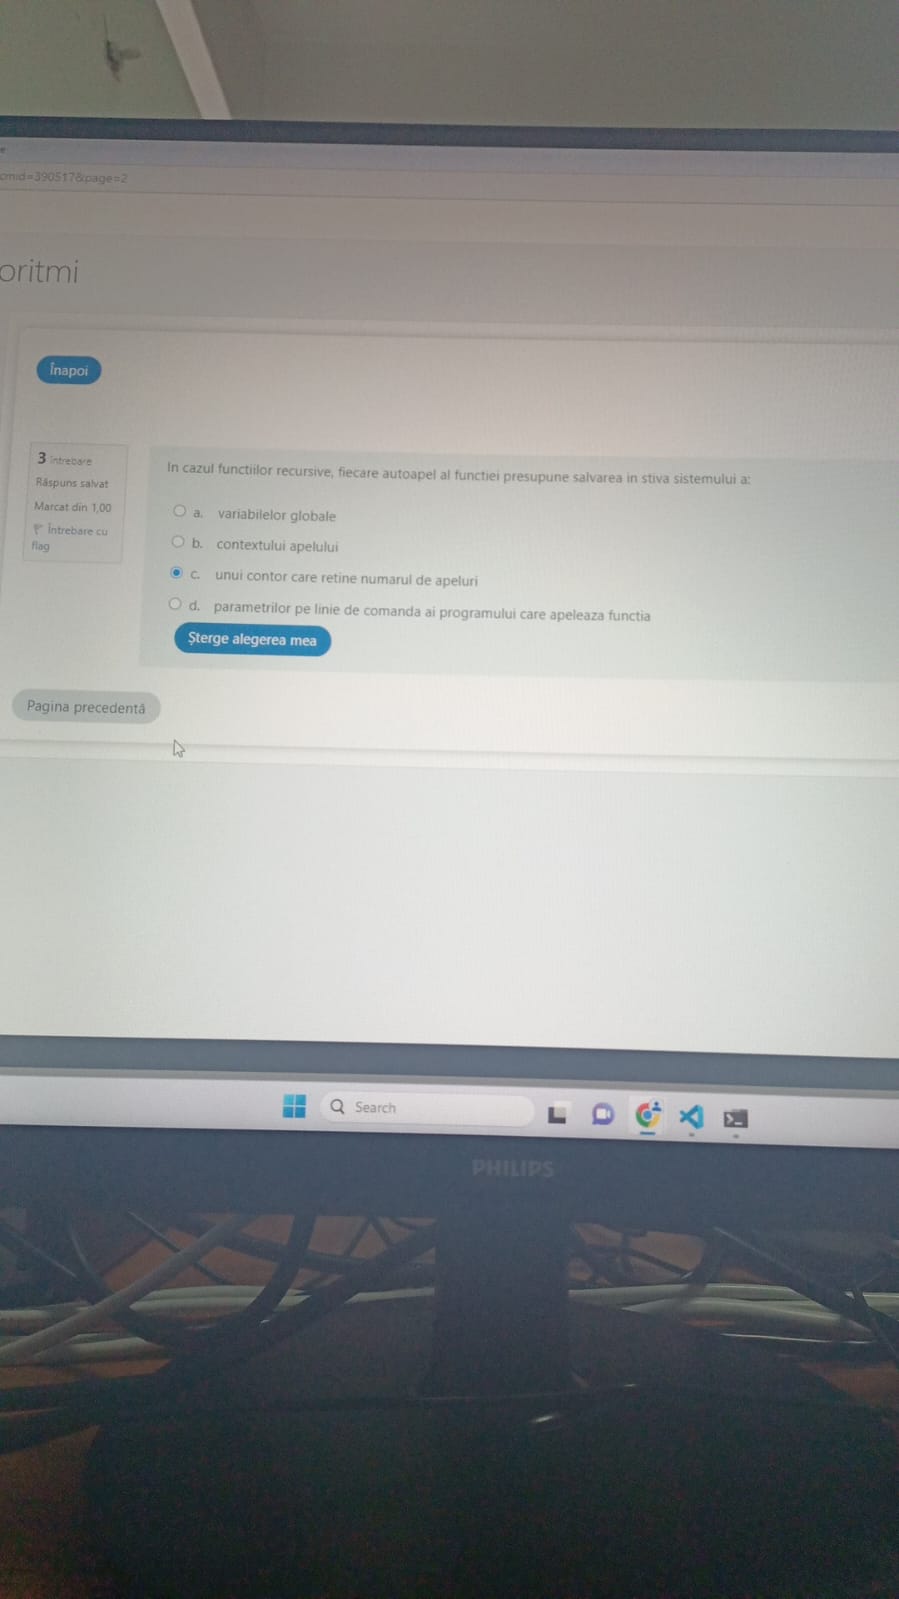 cmid=390517&page=2
oritmi
Înapoi
3 întrebare
Răspuns salvat
Marcat din 1,00
Întrebare cu
flag
In cazul functiilor recursive, fiecare autoapel al functiei presupune salvarea in stiva sistemului a:
a. variabilelor globale
b. contextului apelului
c. unui contor care retine numarul de apeluri
d. parametrilor pe linie de comanda ai programului care apeleaza functia
Șterge alegerea mea
Pagina precedentă
Search
PHILIPS